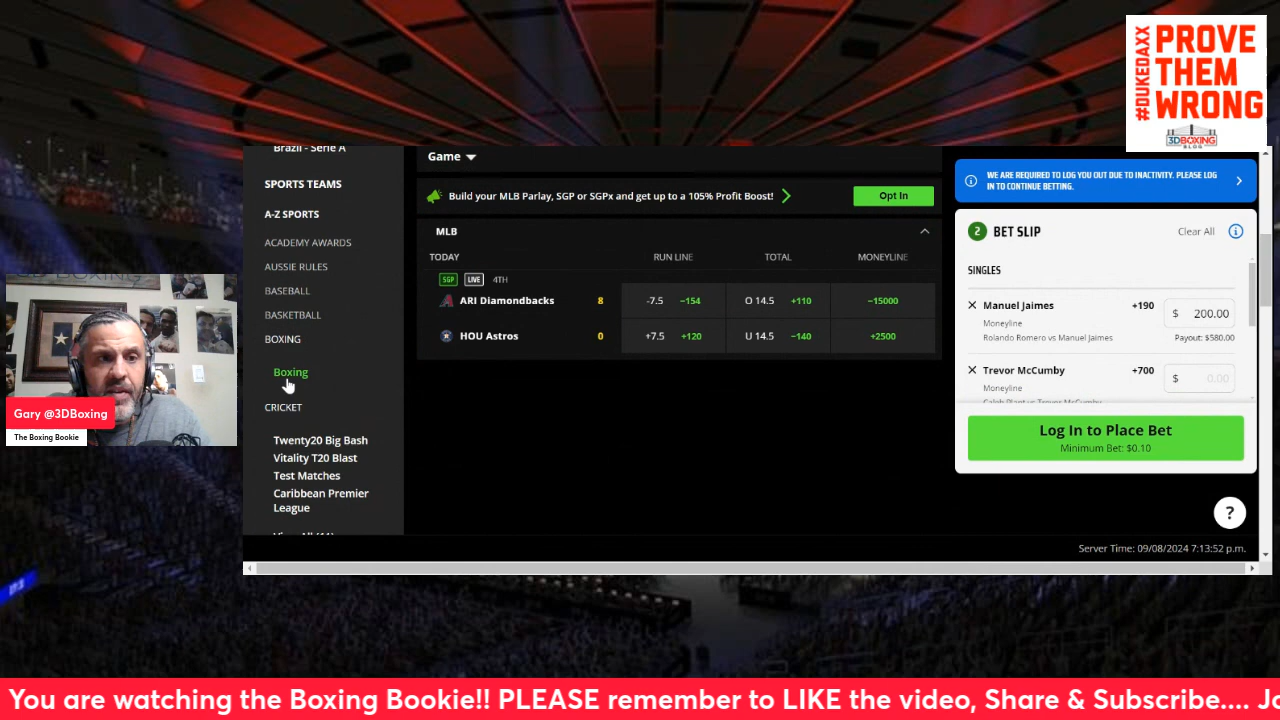 #DUKEDAXX
PROVE
THEM
WRONG
3DBOXING
BLOG
Brazil - Serie A
SPORTS TEAMS
A-Z SPORTS
ACADEMY AWARDS
AUSSIE RULES
BASEBALL
BASKETBALL
BOXING
Boxing
CRICKET
Twenty20 Big Bash
Vitality T20 Blast
Test Matches
Caribbean Premier
League
Game
Build your MLB Parlay, SGP or SGPx and get up to a 105% Profit Boost!
Opt In
MLB
TODAY RUN LINE TOTAL MONEYLINE
SGP LIVE 4TH
ARI Diamondbacks 8 -7.5 −154 O 14.5 +110 −15000
HOU Astros 0 +7.5 +120 U 14.5 −140 +2500
WE ARE REQUIRED TO LOG YOU OUT DUE TO INACTIVITY. PLEASE LOG
IN TO CONTINUE BETTING.
2 BET SLIP Clear All
SINGLES
Manuel Jaimes +190 $ 200.00
Moneyline
Rolando Romero vs Manuel Jaimes Payout: $580.00
Trevor McCumby +700 $ 0.00
Moneyline
Caleb Plant vs Trevor McCumby
Log In to Place Bet
Minimum Bet: $0.10
?
Server Time: 09/08/2024 7:13:52 p.m.
Gary @3DBoxing
The Boxing Bookie
You are watching the Boxing Bookie!! PLEASE remember to LIKE the video, Share & Subscribe.... Jo